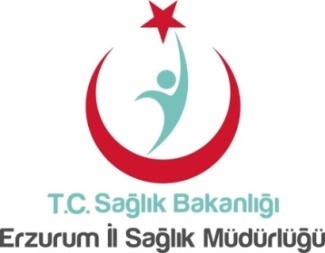 T.C. Sağlık Bakanlığı
Erzurum İl Sağlık Müdürlüğü